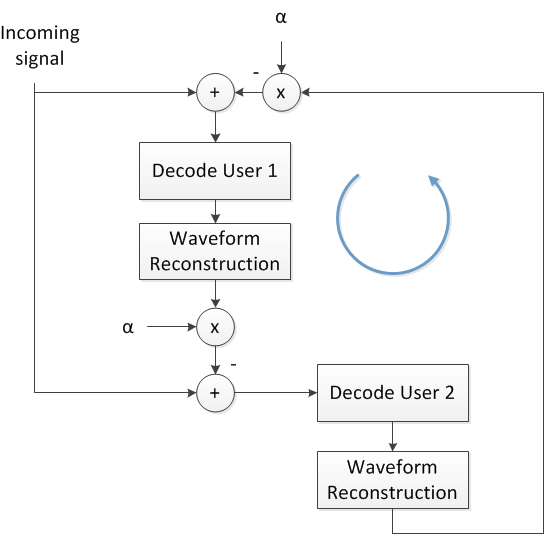 α
Incoming
signal
-
+
x
Decode User 1
Waveform
Reconstruction
α
x
-
+
Decode User 2
Waveform
Reconstruction